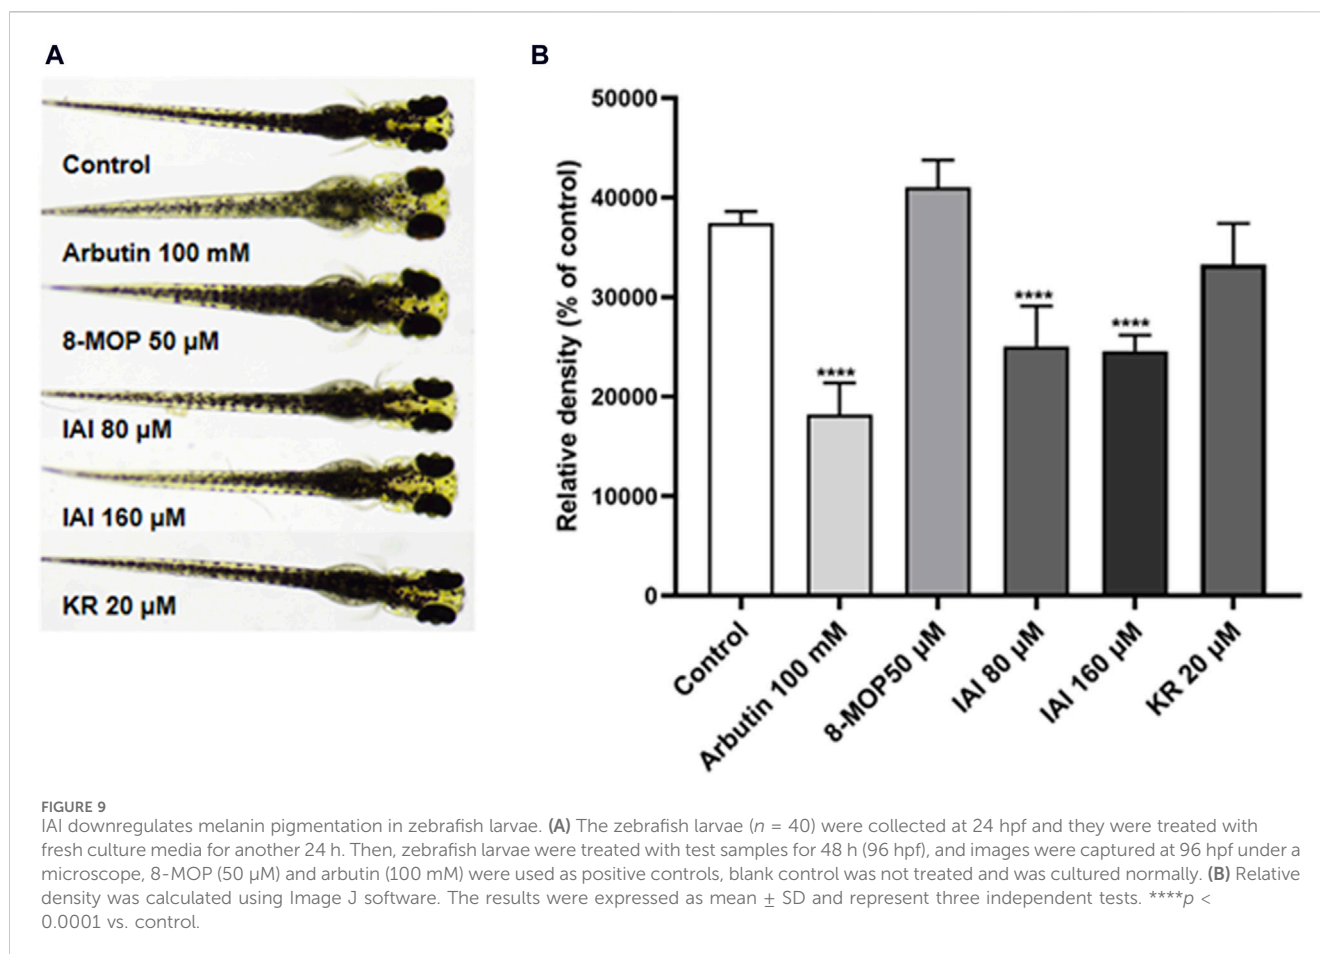 A
Control
Arbutin 100 mM
8-MOP 50 µM
IAI 80 µM
IAI 160 µM
KR 20 µM
B
Relative density (% of control)
50000
40000
30000
20000
10000
0
****
****
****
Control
Arbutin 100 mM
8-MOP50 µM
IAI 80 µM
IAI 160 µM
KR 20 µM
FIGURE 9
IAI downregulates melanin pigmentation in zebrafish larvae. (A) The zebrafish larvae (n = 40) were collected at 24 hpf and they were treated with
fresh culture media for another 24 h. Then, zebrafish larvae were treated with test samples for 48 h (96 hpf), and images were captured at 96 hpf under a
microscope, 8-MOP (50 µM) and arbutin (100 mM) were used as positive controls, blank control was not treated and was cultured normally. (B) Relative
density was calculated using Image J software. The results were expressed as mean ± SD and represent three independent tests. ****p <
0.0001 vs. control.